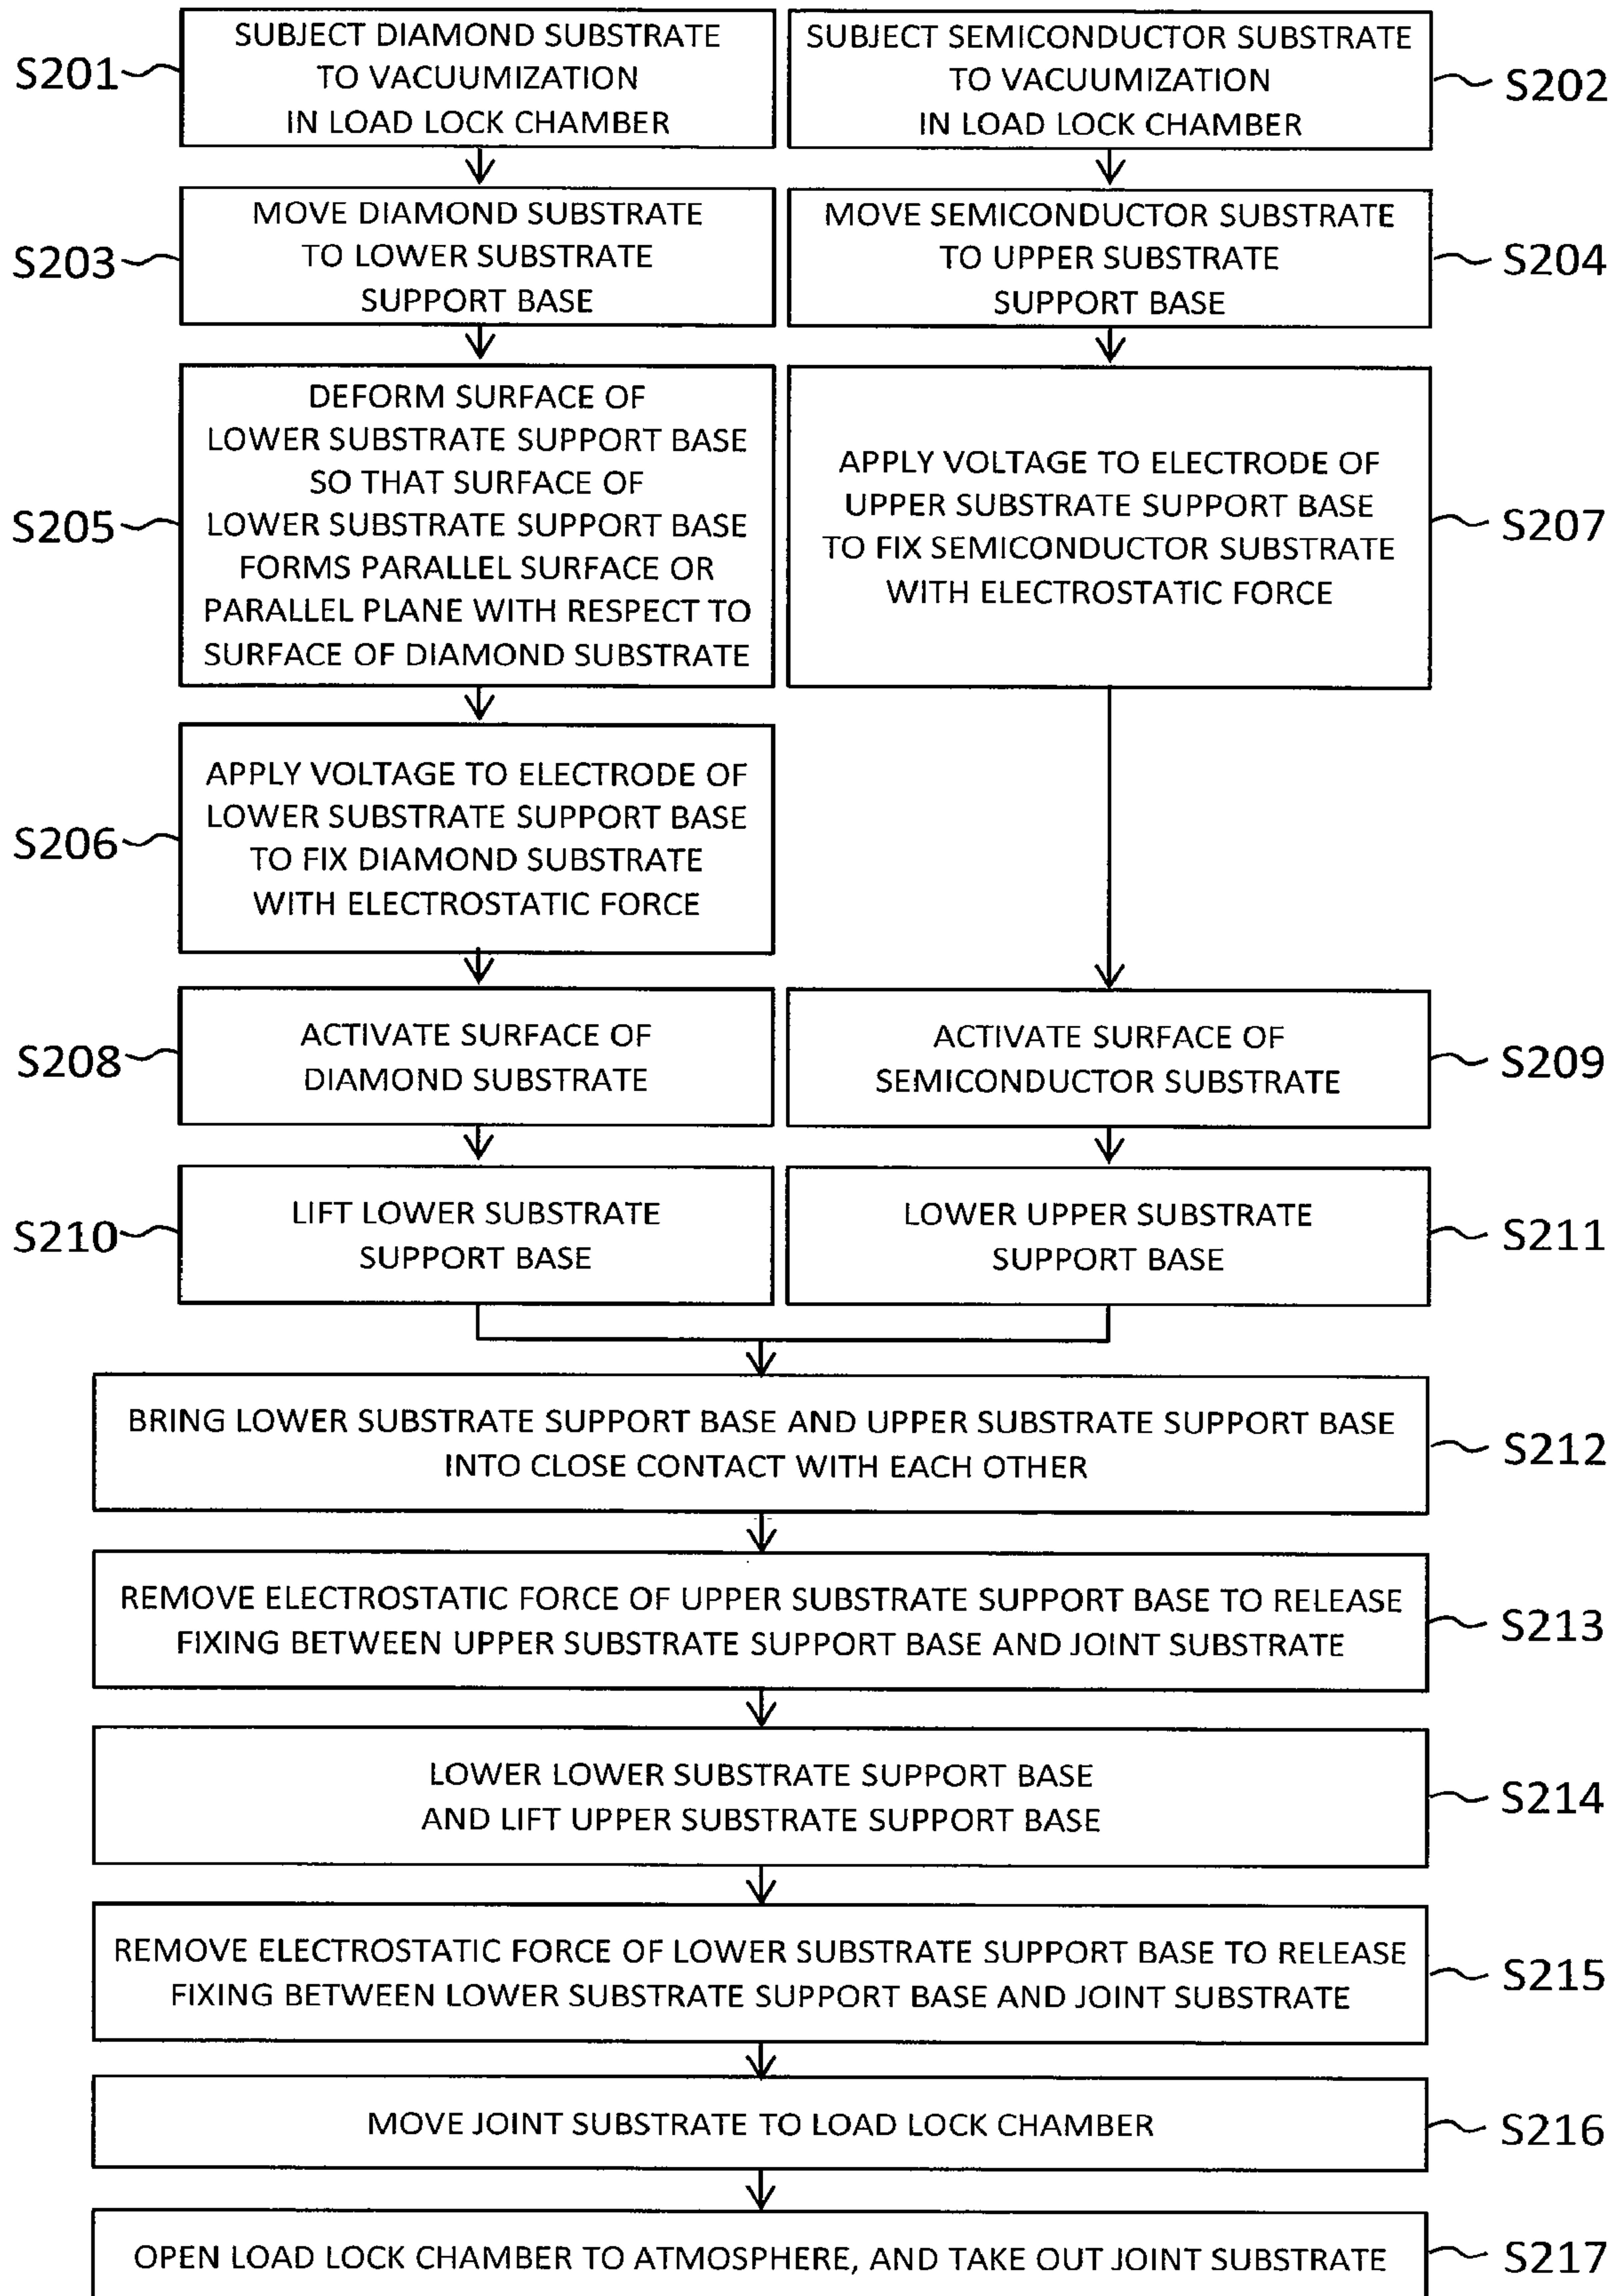 S201
SUBJECT DIAMOND SUBSTRATE
TO VACUUMIZATION
IN LOAD LOCK CHAMBER
SUBJECT SEMICONDUCTOR SUBSTRATE
TO VACUUMIZATION
IN LOAD LOCK CHAMBER
S202
S203
MOVE DIAMOND SUBSTRATE
TO LOWER SUBSTRATE
SUPPORT BASE
MOVE SEMICONDUCTOR SUBSTRATE
TO UPPER SUBSTRATE
SUPPORT BASE
S204
S205
DEFORM SURFACE OF
LOWER SUBSTRATE SUPPORT BASE
SO THAT SURFACE OF
LOWER SUBSTRATE SUPPORT BASE
FORMS PARALLEL SURFACE OR
PARALLEL PLANE WITH RESPECT TO
SURFACE OF DIAMOND SUBSTRATE
APPLY VOLTAGE TO ELECTRODE OF
UPPER SUBSTRATE SUPPORT BASE
TO FIX SEMICONDUCTOR SUBSTRATE
WITH ELECTROSTATIC FORCE
S207
S206
APPLY VOLTAGE TO ELECTRODE OF
LOWER SUBSTRATE SUPPORT BASE
TO FIX DIAMOND SUBSTRATE
WITH ELECTROSTATIC FORCE
S208
ACTIVATE SURFACE OF
DIAMOND SUBSTRATE
ACTIVATE SURFACE OF
SEMICONDUCTOR SUBSTRATE
S209
S210
LIFT LOWER SUBSTRATE
SUPPORT BASE
LOWER UPPER SUBSTRATE
SUPPORT BASE
S211
BRING LOWER SUBSTRATE SUPPORT BASE AND UPPER SUBSTRATE SUPPORT BASE
INTO CLOSE CONTACT WITH EACH OTHER
S212
REMOVE ELECTROSTATIC FORCE OF UPPER SUBSTRATE SUPPORT BASE TO RELEASE
FIXING BETWEEN UPPER SUBSTRATE SUPPORT BASE AND JOINT SUBSTRATE
S213
LOWER LOWER SUBSTRATE SUPPORT BASE
AND LIFT UPPER SUBSTRATE SUPPORT BASE
S214
REMOVE ELECTROSTATIC FORCE OF LOWER SUBSTRATE SUPPORT BASE TO RELEASE
FIXING BETWEEN LOWER SUBSTRATE SUPPORT BASE AND JOINT SUBSTRATE
S215
MOVE JOINT SUBSTRATE TO LOAD LOCK CHAMBER
S216
OPEN LOAD LOCK CHAMBER TO ATMOSPHERE, AND TAKE OUT JOINT SUBSTRATE
S217